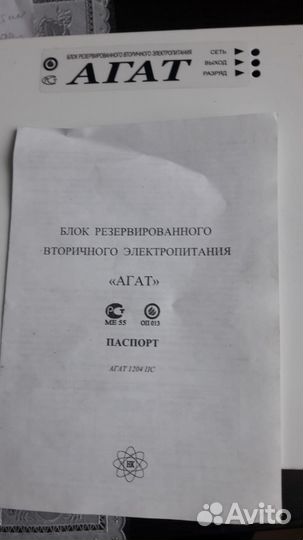 БЛОК РЕЗЕРВИРОВАННОГО ВТОРИЧНОГО ЭЛЕКТРОПИТАНИЯ
АГАТ
СЕТЬ
ВЫХОД
РАЗРЯД
БЛОК РЕЗЕРВИРОВАННОГО
ВТОРИЧНОГО ЭЛЕКТРОПИТАНИЯ
«АГАТ»
МЕ 55 ОП 013
ПАСПОРТ
АГАТ 1204 ПС
Avito